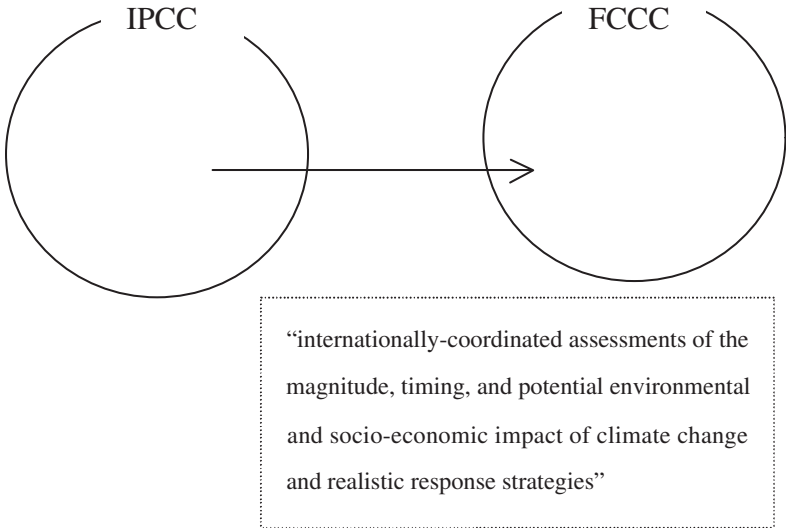 IPCC
FCCC
“internationally-coordinated assessments of the
magnitude, timing, and potential environmental
and socio-economic impact of climate change
and realistic response strategies”